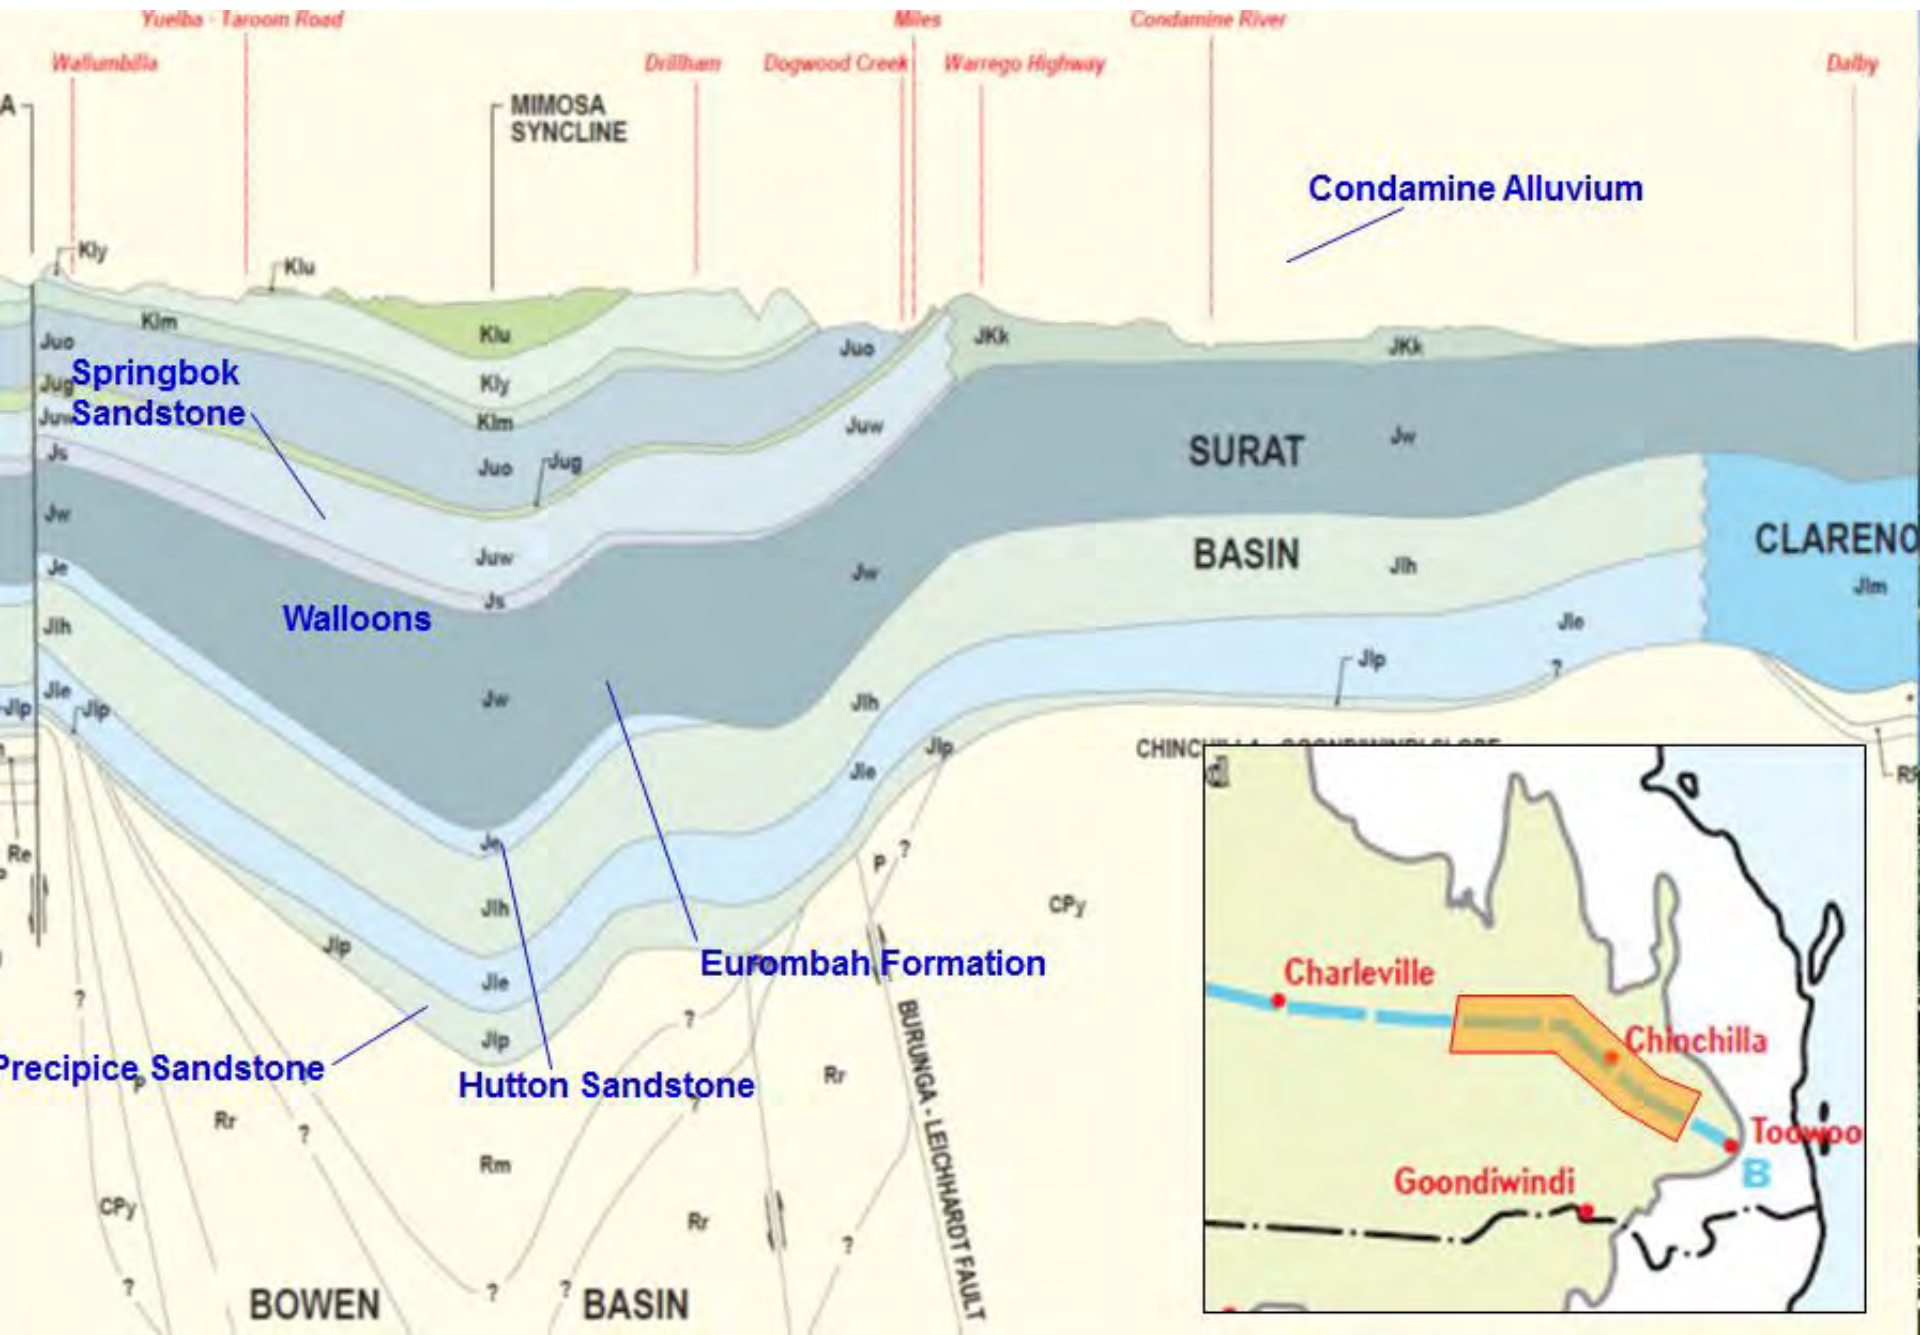 Yuelba - Taroom Road
Miles
Condamine River
Wallumbilla
Drillham
Dogwood Creek
Warrego Highway
Dalby
A
MIMOSA
SYNCLINE
Condamine Alluvium
Kly
Klu
Klm
Klu
Juo
JKk
JKk
Juo
Springbok
Sandstone
Jug
Kly
Juw
Klm
Juw
Jw
SURAT
Js
Juo
Jug
Jw
Juw
BASIN
CLARENC
Je
Jw
Jlh
Jlm
Js
Walloons
Jlh
Jle
Jlp
?
Jle
Jlp
Jlp
Jw
Jlh
Jlp
CHINCHILLA - GOONDIWINDI SLOPE
Jle
Je
Re
P
?
Jlh
CPy
Jlp
Eurombah Formation
Jle
?
?
Jlp
Precipice Sandstone
P
Hutton Sandstone
Rr
Rr
?
?
Rm
BURUNGA - LEICHHARDT FAULT
CPy
Rr
?
?
?
?
BOWEN
BASIN
Charleville
Chinchilla
Toowoo
B
Goondiwindi